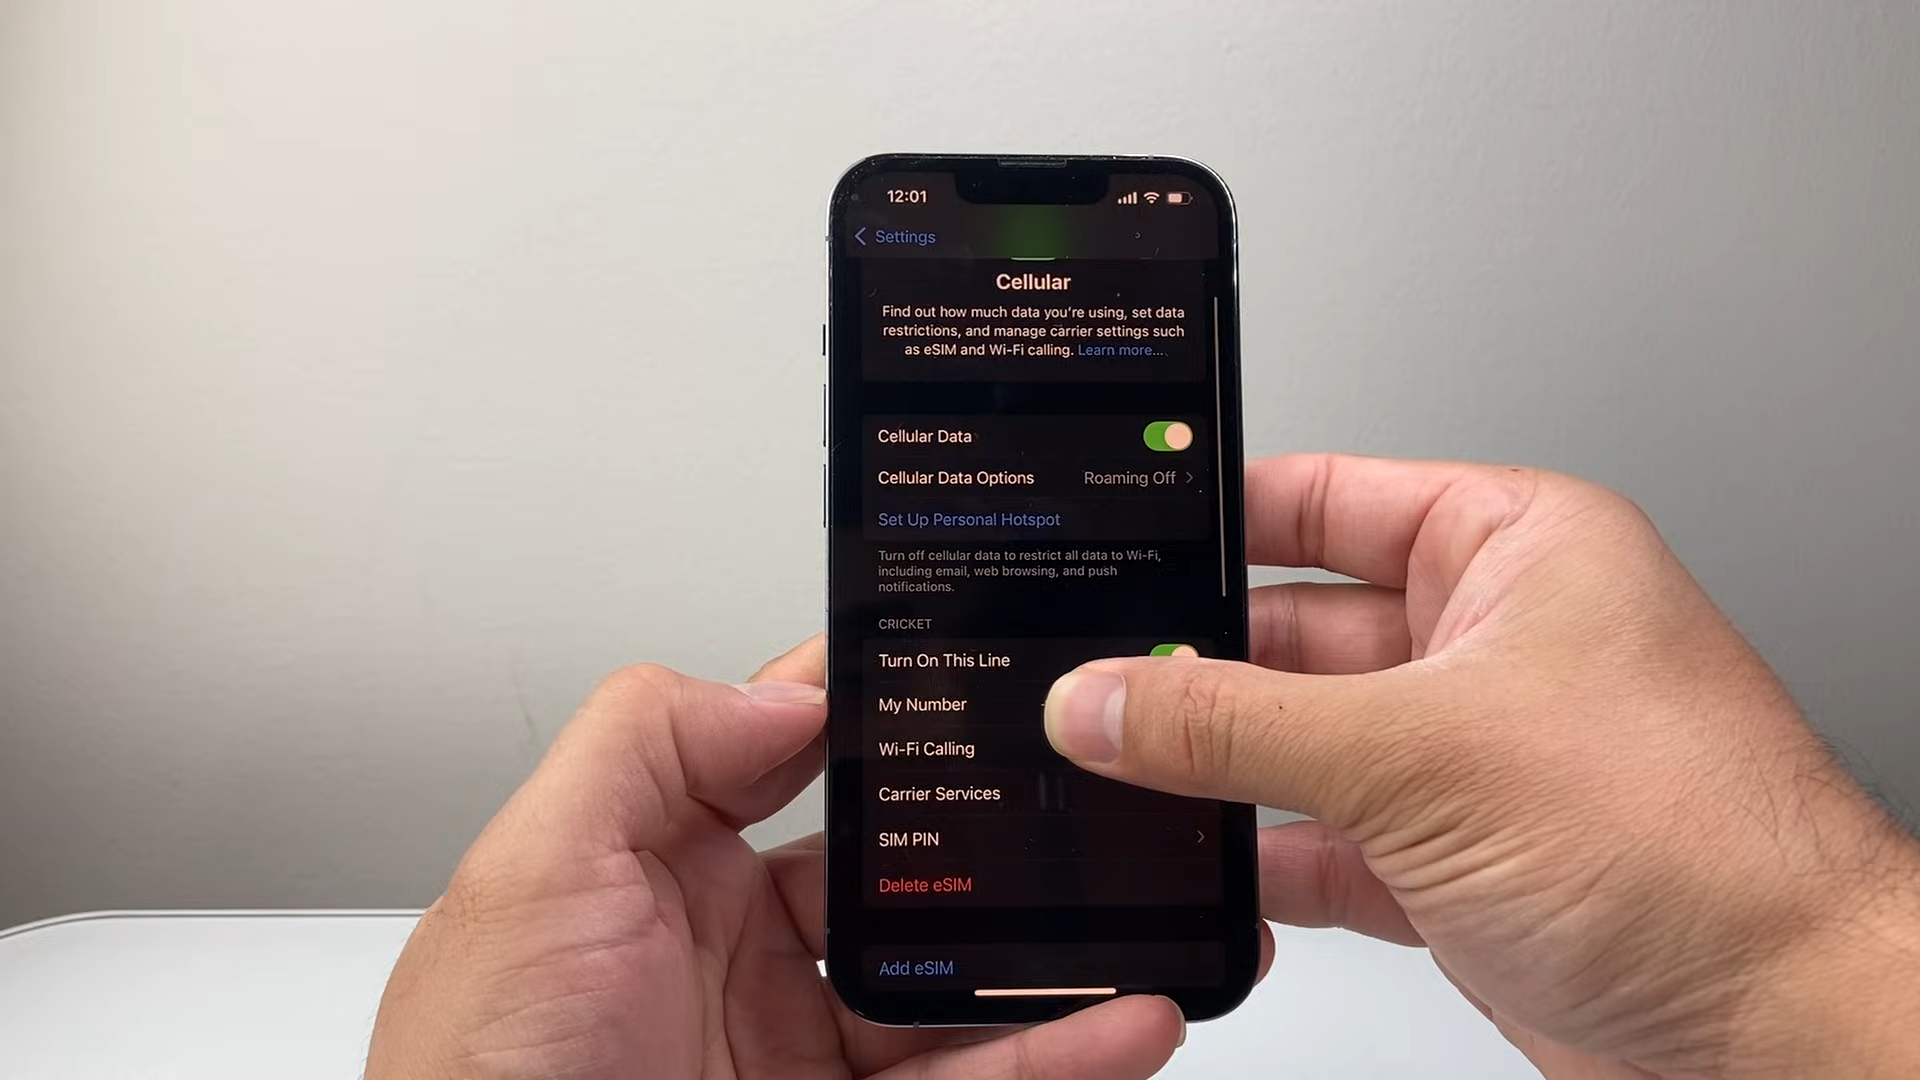 12:01
Settings
Cellular
Find out how much data you're using, set data
restrictions, and manage carrier settings such
as eSIM and Wi-Fi calling. Learn more...
Cellular Data
Cellular Data Options Roaming Off
Set Up Personal Hotspot
Turn off cellular data to restrict all data to Wi-Fi,
including email, web browsing, and push
notifications.
CRICKET
Turn On This Line
My Number
Wi-Fi Calling
Carrier Services
SIM PIN
Delete eSIM
Add eSIM